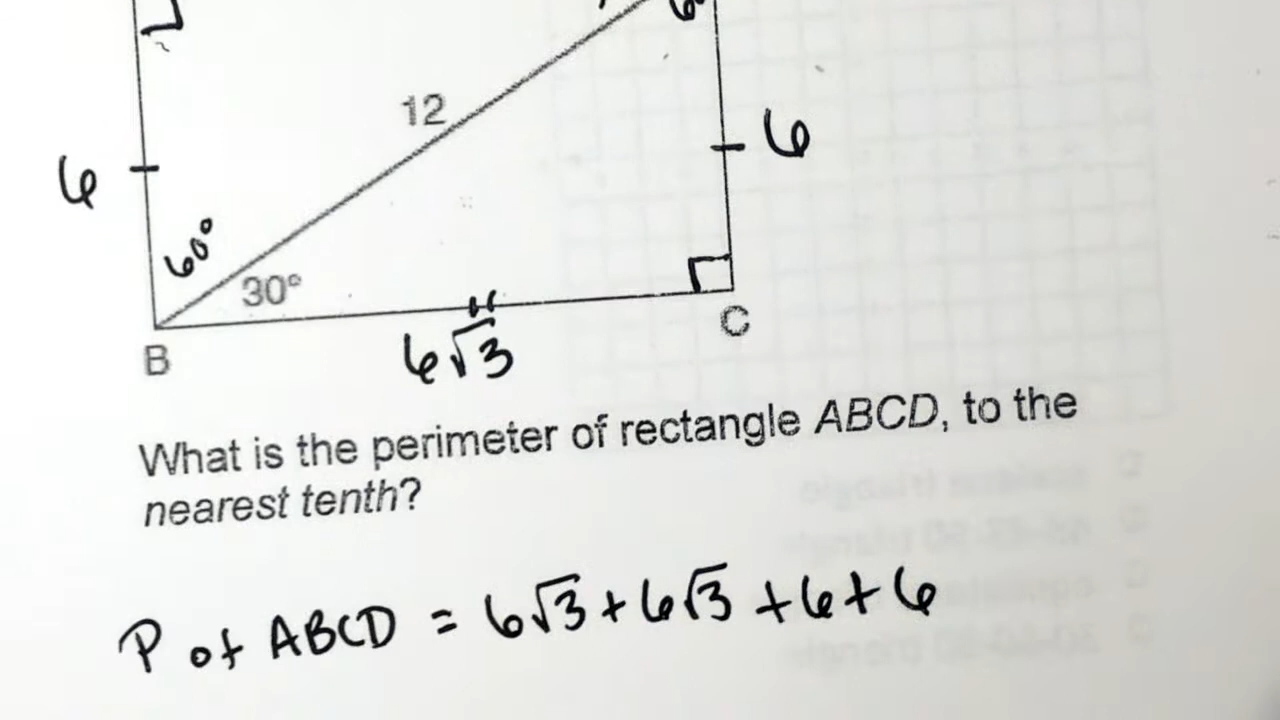 12
6
6
60°
30°
B
6√3
C
What is the perimeter of rectangle ABCD, to the
nearest tenth?
P of ABCD = 6√3 + 6√3 + 6 + 6